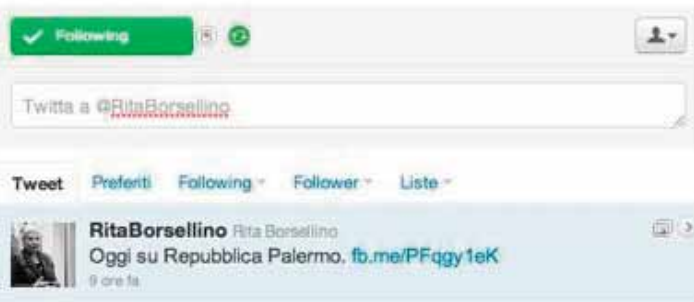 Following
Twitta a @RitaBorsellino
Tweet Preferiti Following Follower Liste
RitaBorsellino Rita Borsellino
Oggi su Repubblica Palermo. fb.me/PFqgy1eK
9 ore fa